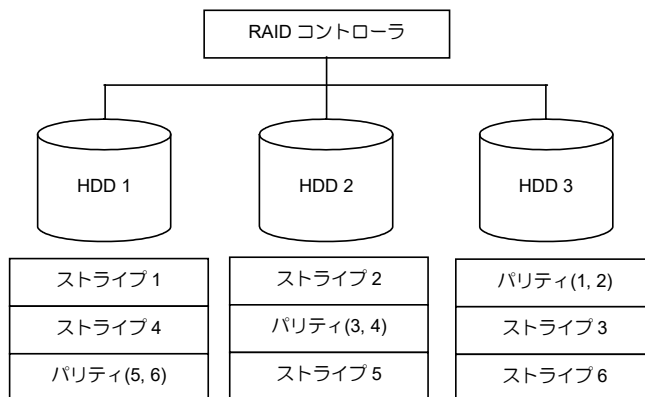 RAID コントローラ
HDD 1
HDD 2
HDD 3
ストライプ 1
ストライプ 2
パリティ(1, 2)
ストライプ 4
パリティ(3, 4)
ストライプ 3
パリティ(5, 6)
ストライプ 5
ストライプ 6